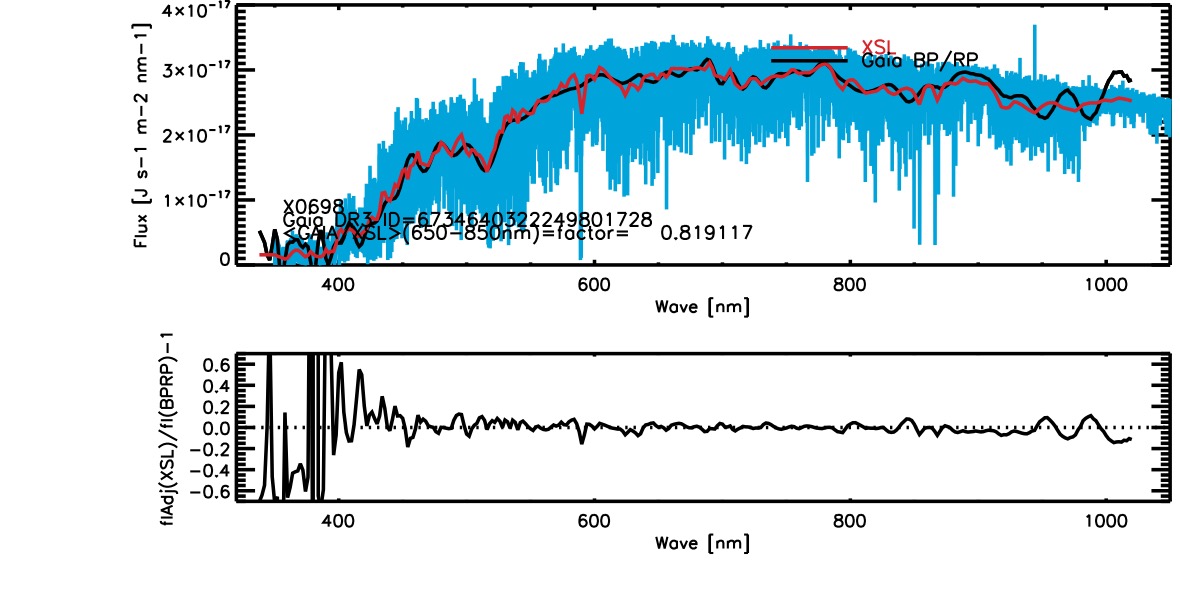 4×10−17
3×10−17
2×10−17
1×10−17
0
Flux [J s−1 m−2 nm−1]
XSL
Gaia BP/RP
X0698
Gaia DR3 ID=6734640322249801728
<GAIA/XSL>(650−850nm)=factor= 0.819117
400 600 800 1000
Wave [nm]
0.6
0.4
0.2
0.0
−0.2
−0.4
−0.6
flAdj(XSL)/fl(BPRP)−1
400 600 800 1000
Wave [nm]